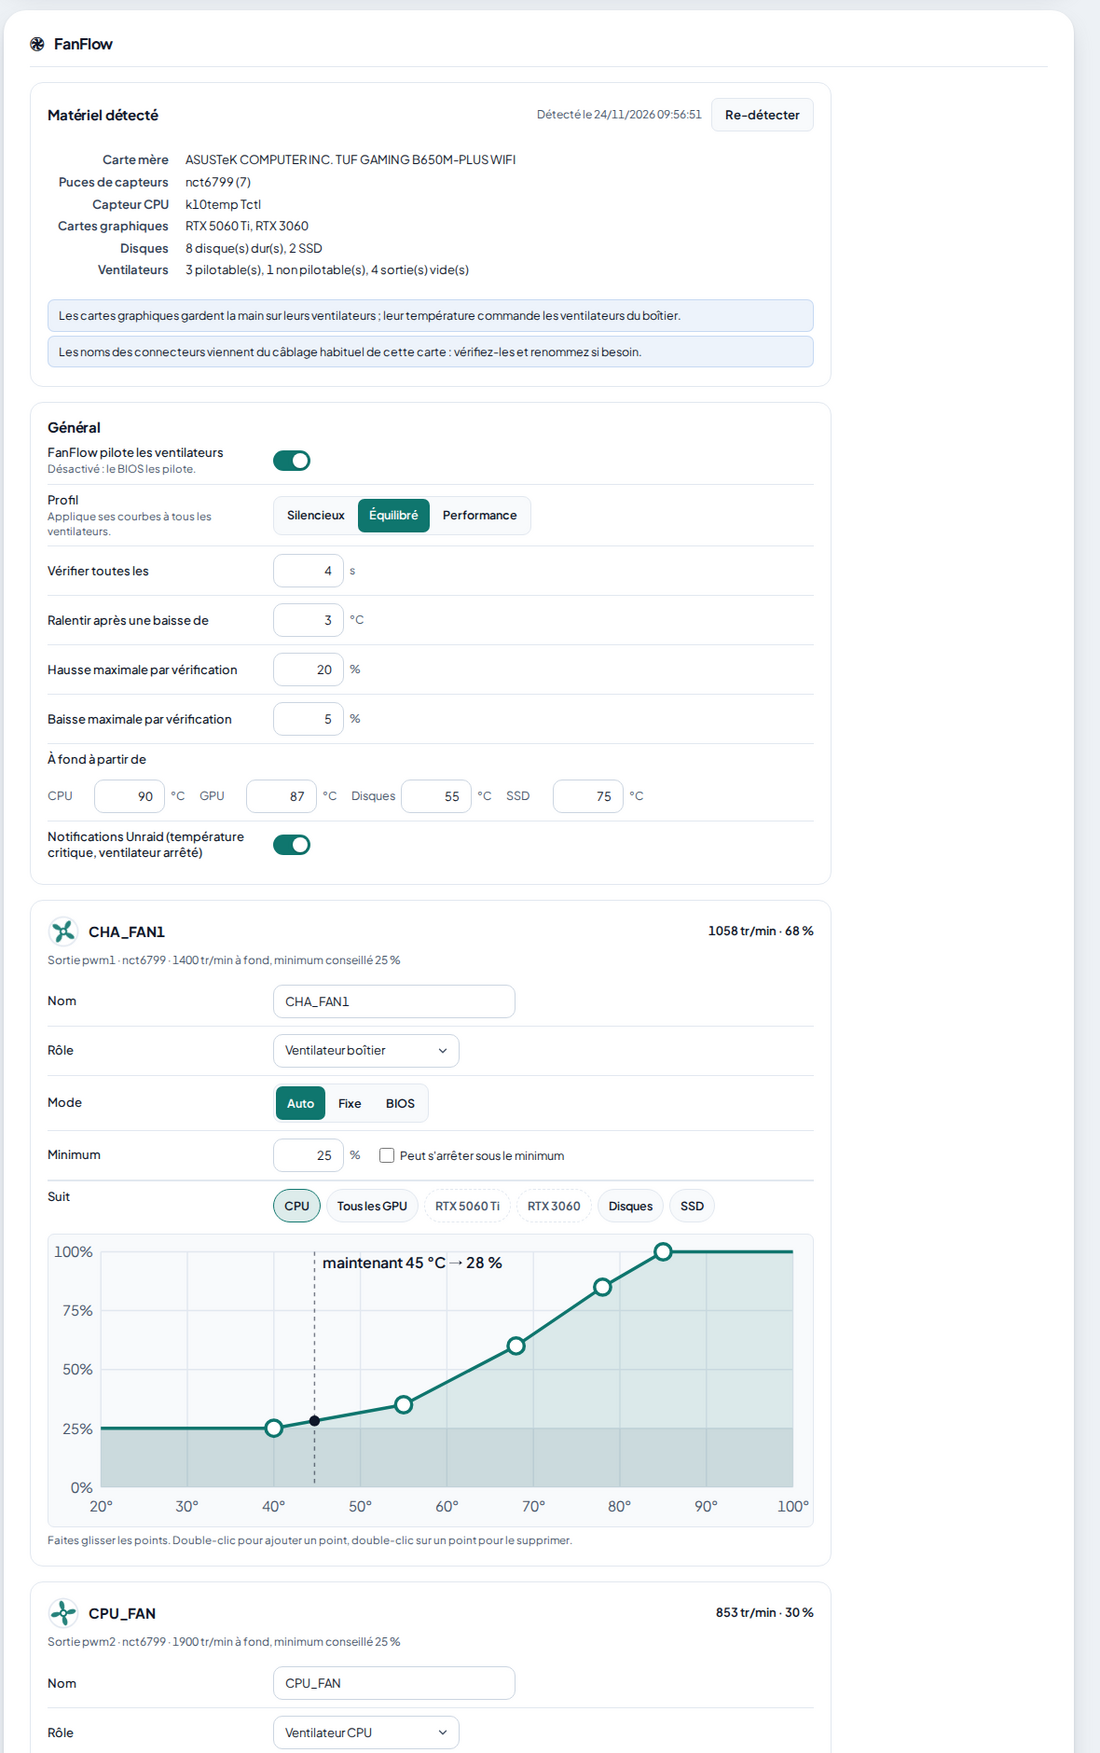 FanFlow
Matériel détecté
Détecté le 24/11/2026 09:56:51
Re-détecter
Carte mère ASUSTeK COMPUTER INC. TUF GAMING B650M-PLUS WIFI
Puces de capteurs nct6799 (7)
Capteur CPU k10temp Tctl
Cartes graphiques RTX 5060 Ti, RTX 3060
Disques 8 disque(s) dur(s), 2 SSD
Ventilateurs 3 pilotable(s), 1 non pilotable(s), 4 sortie(s) vide(s)
Les cartes graphiques gardent la main sur leurs ventilateurs ; leur température commande les ventilateurs du boîtier.
Les noms des connecteurs viennent du câblage habituel de cette carte : vérifiez-les et renommez si besoin.
Général
FanFlow pilote les ventilateurs
Désactivé : le BIOS les pilote.
Profil
Applique ses courbes à tous les
ventilateurs.
Silencieux Équilibré Performance
Vérifier toutes les 4 s
Ralentir après une baisse de 3 °C
Hausse maximale par vérification 20 %
Baisse maximale par vérification 5 %
À fond à partir de
CPU 90 °C GPU 87 °C Disques 55 °C SSD 75 °C
Notifications Unraid (température
critique, ventilateur arrêté)
CHA_FAN1
1058 tr/min · 68 %
Sortie pwm1 · nct6799 · 1400 tr/min à fond, minimum conseillé 25 %
Nom CHA_FAN1
Rôle Ventilateur boîtier
Mode Auto Fixe BIOS
Minimum 25 % Peut s'arrêter sous le minimum
Suit CPU Tous les GPU RTX 5060 Ti RTX 3060 Disques SSD
100%
maintenant 45 °C → 28 %
75%
50%
25%
0%
20° 30° 40° 50° 60° 70° 80° 90° 100°
Faites glisser les points. Double-clic pour ajouter un point, double-clic sur un point pour le supprimer.
CPU_FAN
853 tr/min · 30 %
Sortie pwm2 · nct6799 · 1900 tr/min à fond, minimum conseillé 25 %
Nom CPU_FAN
Rôle Ventilateur CPU